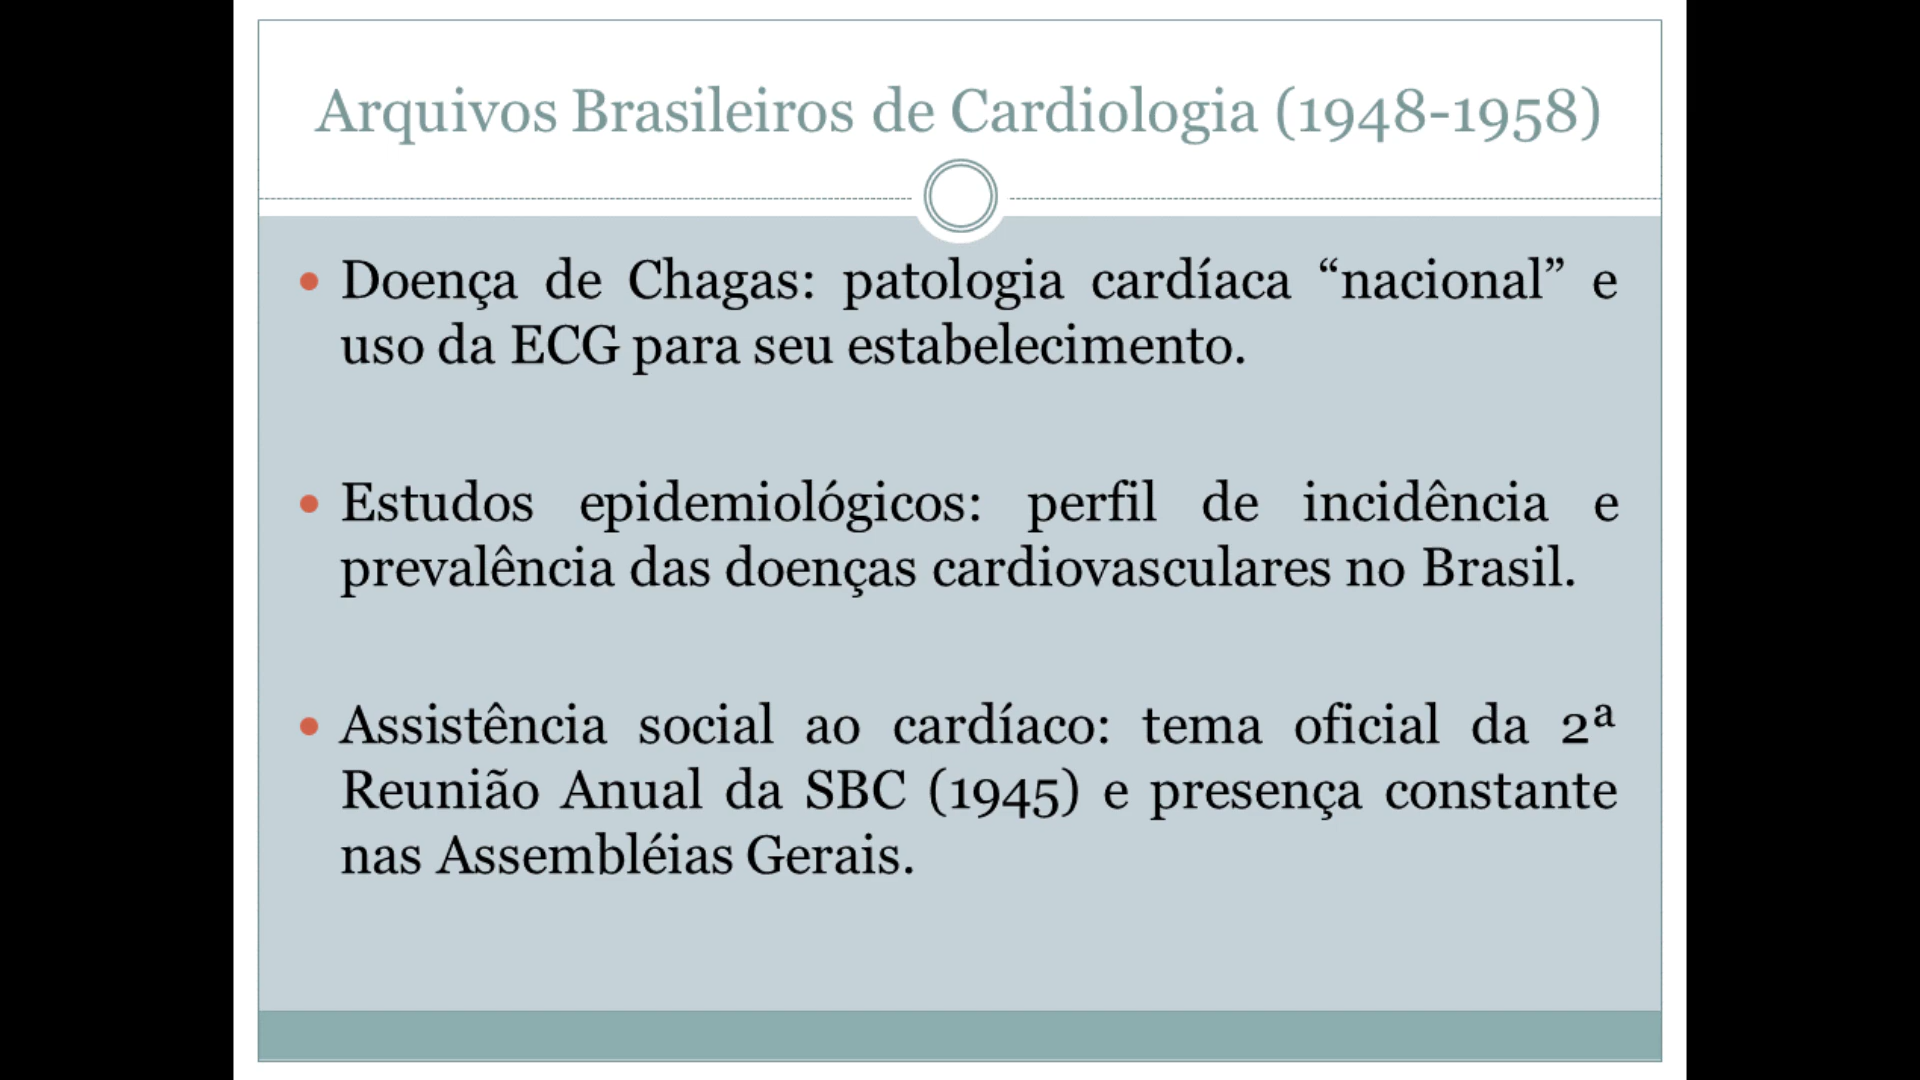 Arquivos Brasileiros de Cardiologia (1948-1958)
• Doença de Chagas: patologia cardíaca “nacional” e
uso da ECG para seu estabelecimento.
• Estudos epidemiológicos: perfil de incidência e
prevalência das doenças cardiovasculares no Brasil.
• Assistência social ao cardíaco: tema oficial da 2ª
Reunião Anual da SBC (1945) e presença constante
nas Assembléias Gerais.